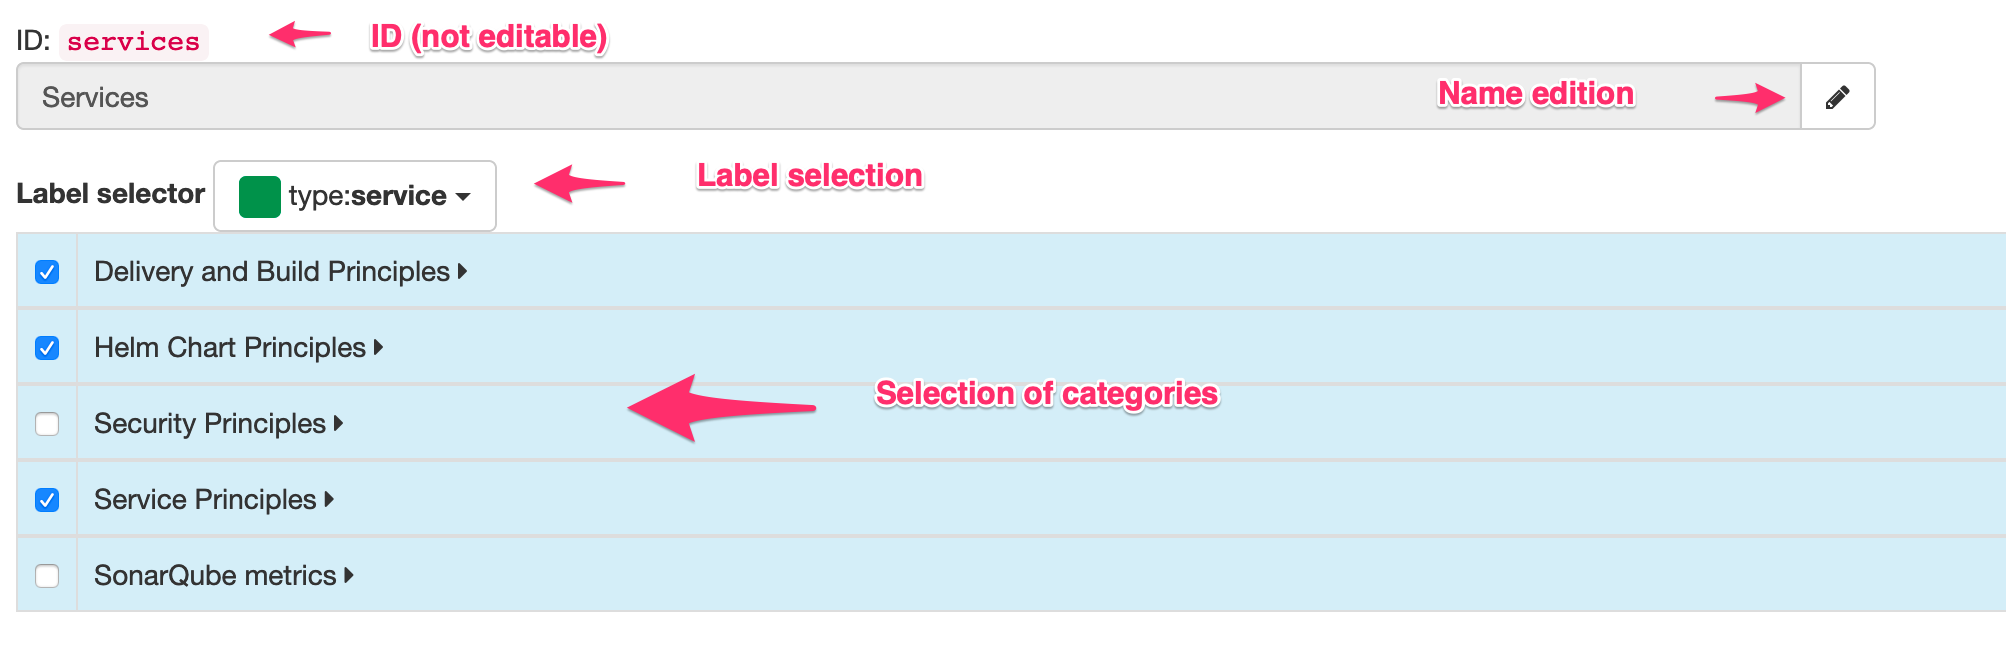 ID: services ID (not editable)
Services Name edition
Label selector type:service Label selection
Delivery and Build Principles
Helm Chart Principles
Selection of categories
Security Principles
Service Principles
SonarQube metrics